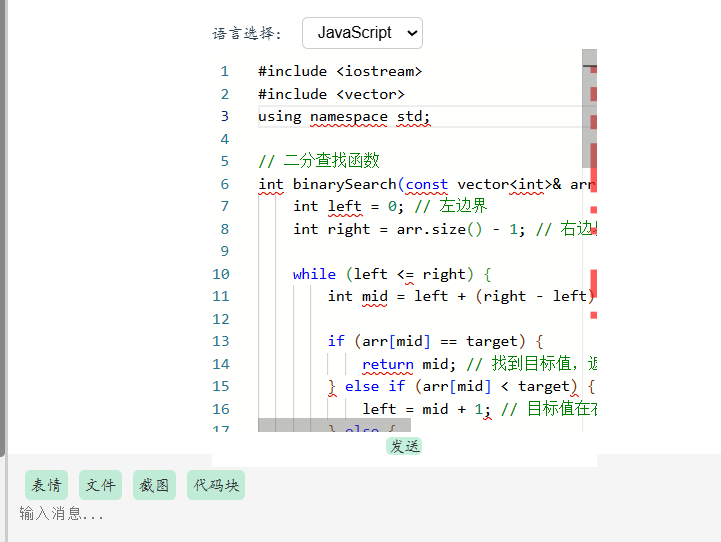 语言选择： JavaScript
1 #include <iostream>
2 #include <vector>
3 using namespace std;
4
5 // 二分查找函数
6 int binarySearch(const vector<int>& arr
7 int left = 0; // 左边界
8 int right = arr.size() - 1; // 右边
9
10 while (left <= right) {
11 int mid = left + (right - left)
12
13 if (arr[mid] == target) {
14 return mid; // 找到目标值，
15 } else if (arr[mid] < target) {
16 left = mid + 1; // 目标值在
17 } else {
发送
表情 文件 截图 代码块
输入消息...